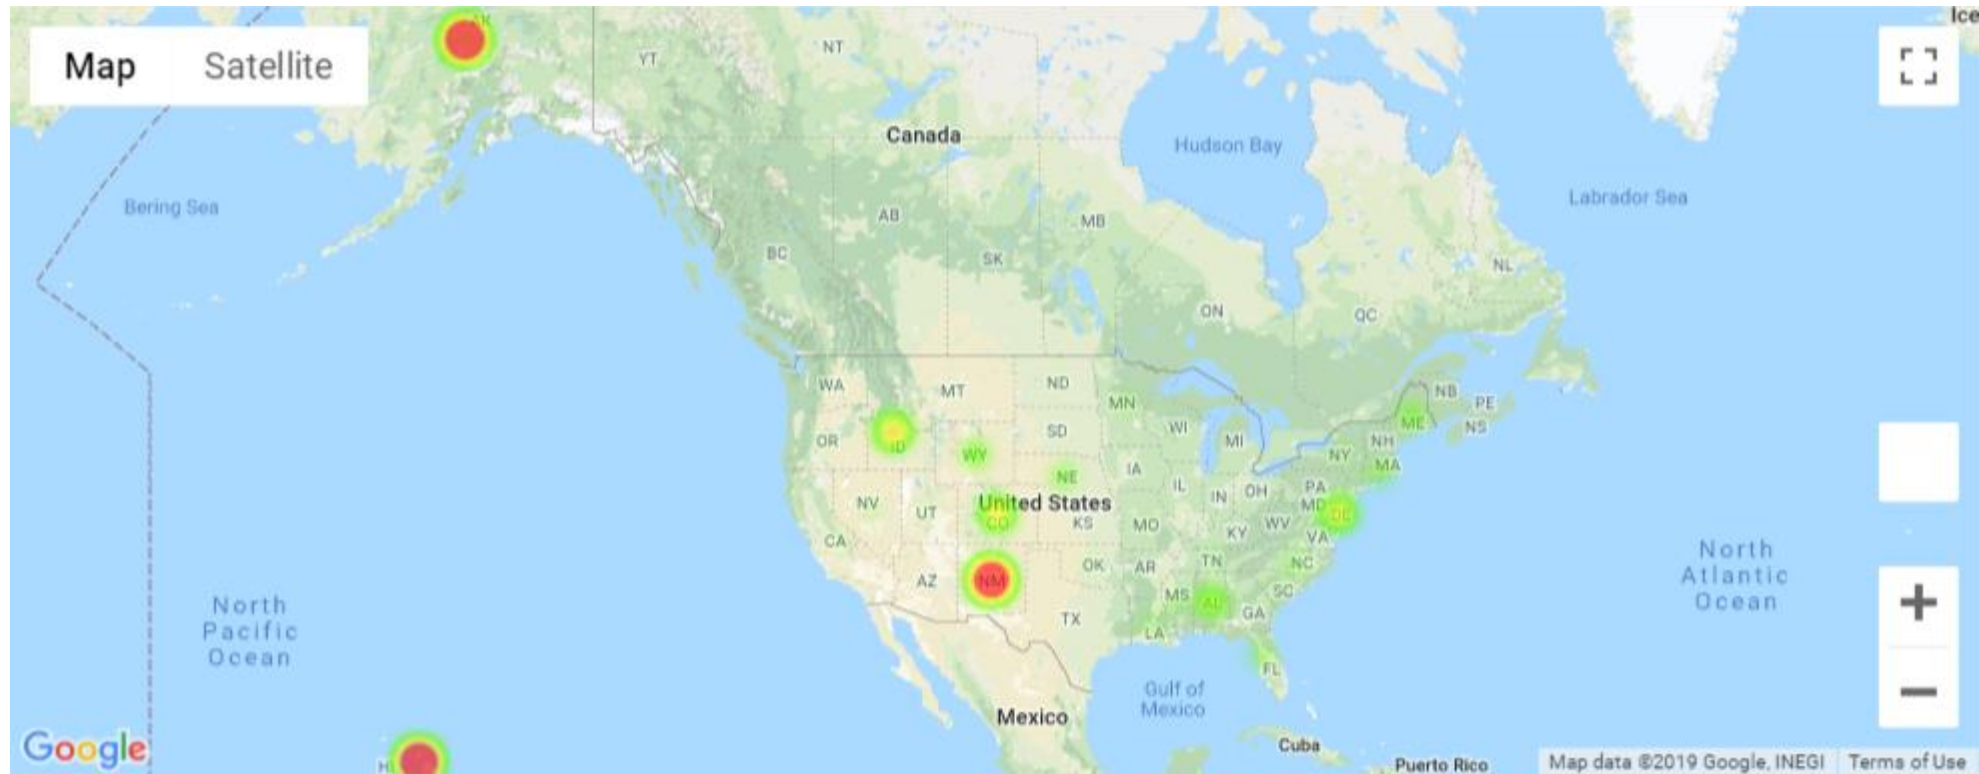 Ice
AK
Map Satellite
YT
NT
Canada
Hudson Bay
Labrador Sea
Bering Sea
AB
MB
BC
SK
NL
ON
QC
WA
MT
ND
MN
NB
PE
ME
NS
OR
ID
WY
SD
WI
MI
NH
NY
MA
IA
NE
NV
UT
United States
CO
KS
IL
IN
OH
PA
MD
DE
MO
KY
WV
VA
CA
AZ
NM
OK
AR
TN
NC
MS
AL
GA
SC
TX
LA
FL
North
Pacific
Ocean
North
Atlantic
Ocean
Gulf of
Mexico
Mexico
Cuba
Puerto Rico
Google
H
Map data ©2019 Google, INEGI
Terms of Use